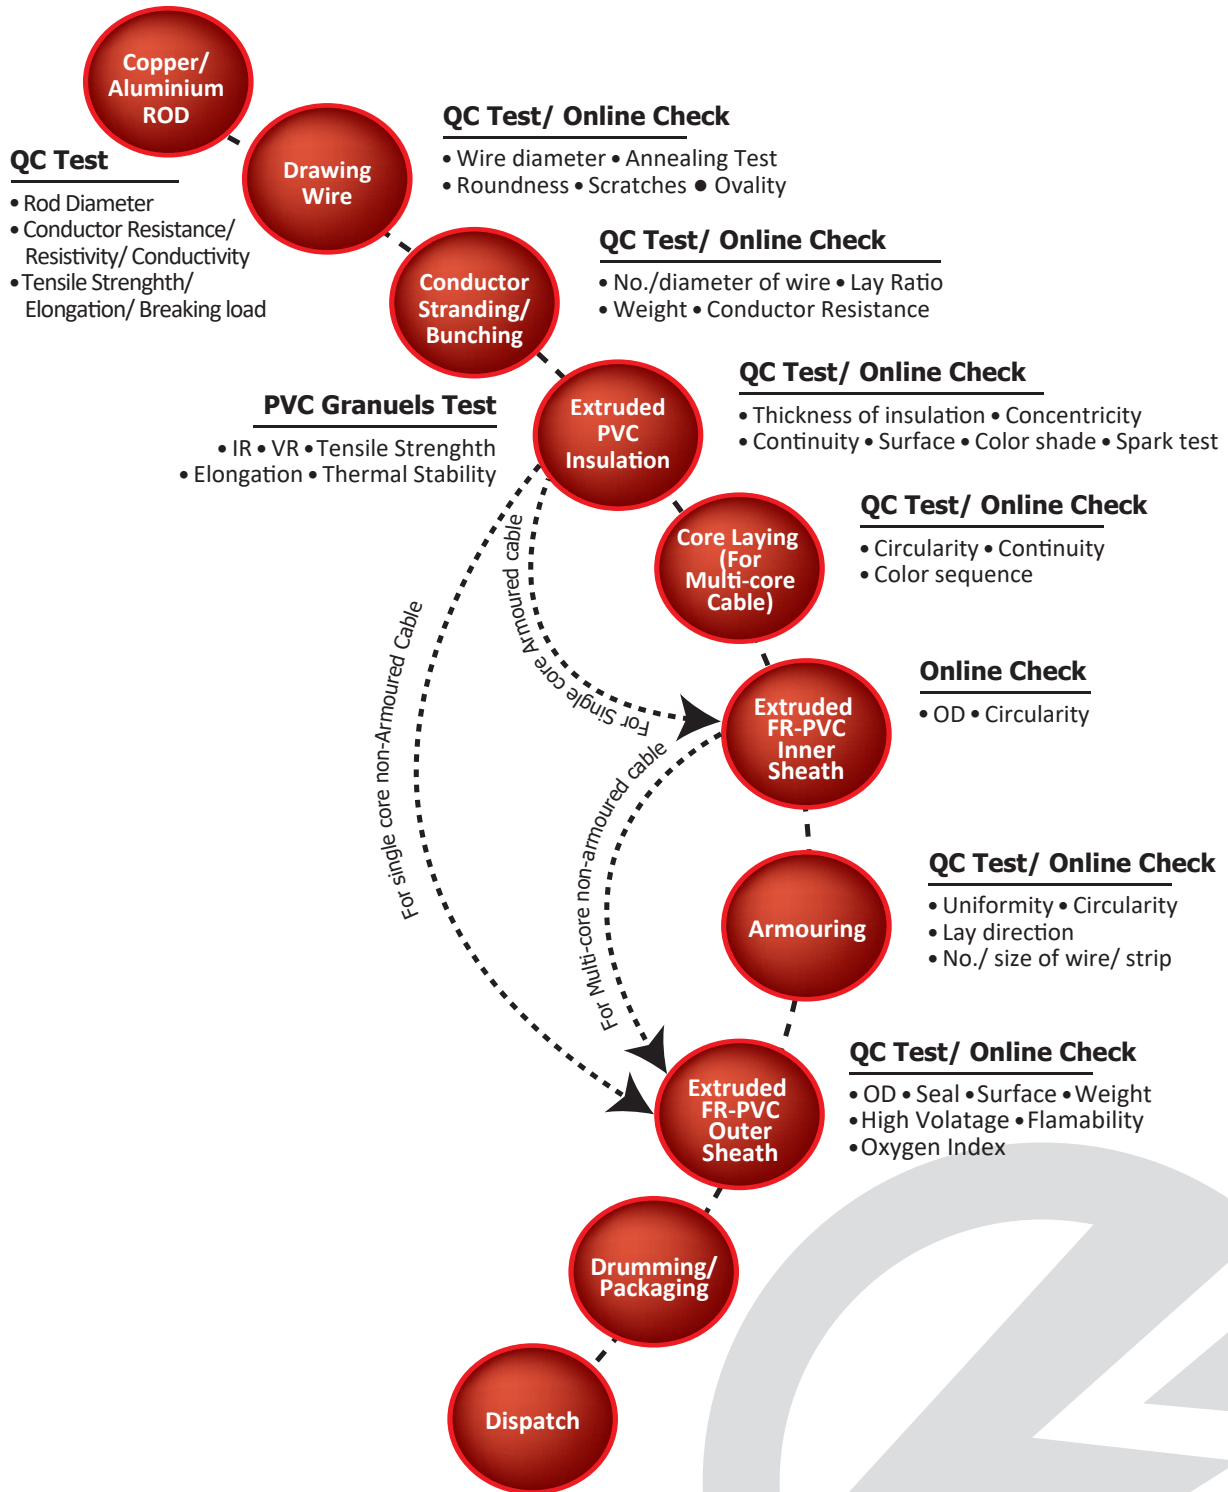 Copper/
Aluminium
ROD
QC Test
• Rod Diameter
• Conductor Resistance/
Resistivity/ Conductivity
• Tensile Strenghth/
Elongation/ Breaking load
Drawing
Wire
QC Test/ Online Check
• Wire diameter • Annealing Test
• Roundness • Scratches ● Ovality
Conductor
Stranding/
Bunching
QC Test/ Online Check
• No./diameter of wire • Lay Ratio
• Weight • Conductor Resistance
Extruded
PVC
Insulation
QC Test/ Online Check
• Thickness of insulation • Concentricity
• Continuity • Surface • Color shade • Spark test
PVC Granuels Test
• IR • VR • Tensile Strenghth
• Elongation • Thermal Stability
Core Laying
(For
Multi-core
Cable)
QC Test/ Online Check
• Circularity • Continuity
• Color sequence
For single core non-Armoured Cable
For Single core Armoured cable
For Multi-core non-armoured cable
Extruded
FR-PVC
Inner
Sheath
Online Check
• OD • Circularity
Armouring
QC Test/ Online Check
• Uniformity • Circularity
• Lay direction
• No./ size of wire/ strip
Extruded
FR-PVC
Outer
Sheath
QC Test/ Online Check
• OD • Seal • Surface • Weight
• High Volatage • Flamability
• Oxygen Index
Drumming/
Packaging
Dispatch